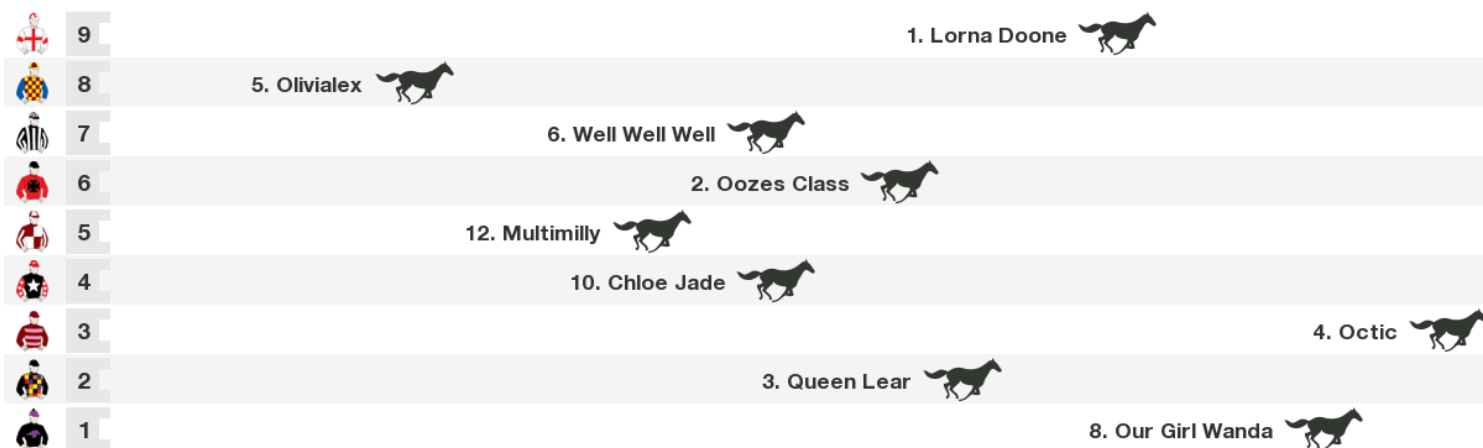 9 1. Lorna Doone
8 5. Olivialex
7 6. Well Well Well
6 2. Oozes Class
5 12. Multimilly
4 10. Chloe Jade
3 4. Octic
2 3. Queen Lear
1 8. Our Girl Wanda